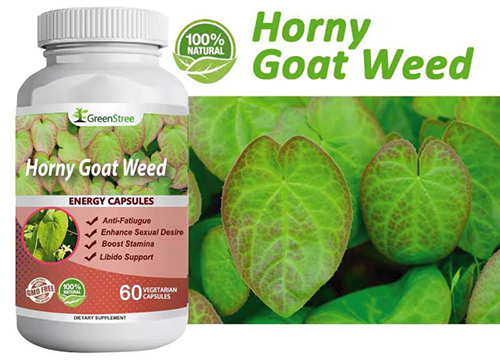 100%
NATURAL
Horny
Goat Weed
GreenStree
Horny Goat Weed
ENERGY CAPSULES
Anti-Fatiugue
Enhance Sexual Desire
Boost Stamina
Libido Support
GMO FREE
100%
NATURAL
60 VEGETARIAN
CAPSULES
DIETARY SUPPLEMENT